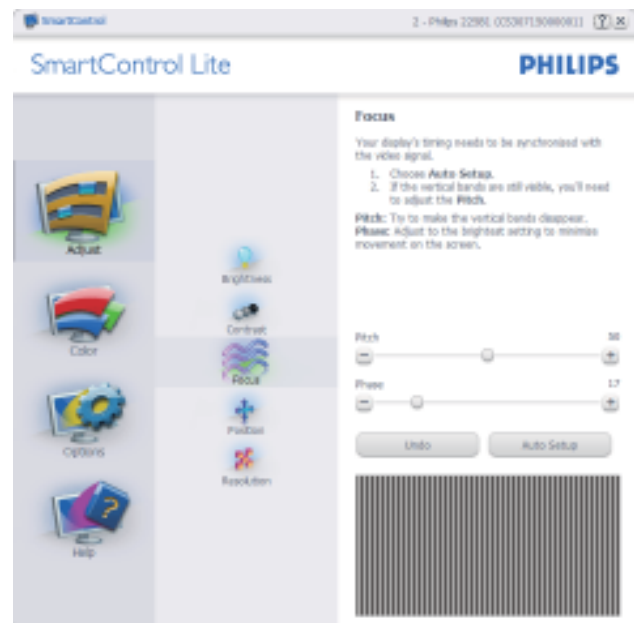 SmartControl
2 - Philips
SmartControl Lite
PHILIPS
Adjust
Color
Options
Help
Brightness
Contrast
Focus
Position
Resolution
Focus
Your display's timing needs to be synchronised with
the video signal.
1. Choose Auto Setup.
2. If the vertical bands are still visible, you'll need
to adjust the Pitch.
Pitch: Try to make the vertical bands disappear.
Phase: Adjust to the brightest setting to minimise
movement on the screen.
Pitch 50
Phase 17
Undo Auto Setup